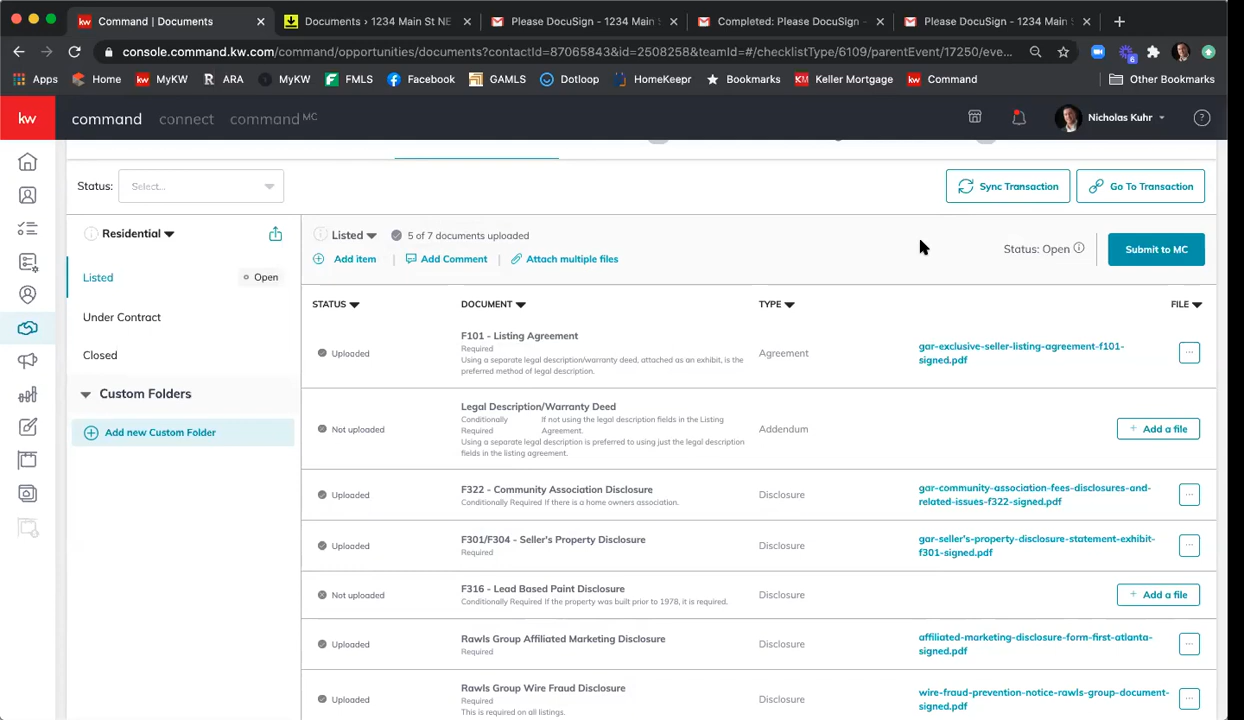 Command | Documents
Documents › 1234 Main St NE
Please DocuSign - 1234 Main
Completed: Please DocuSign -
Please DocuSign - 1234 Main
console.command.kw.com/command/opportunities/documents?contactId=87065843&id=2508258&teamId=#/checklistType/6109/parentEvent/17250/eve...
Apps
Home
MyKW
ARA
MyKW
FMLS
Facebook
GAMLS
Dotloop
HomeKeepr
Bookmarks
Keller Mortgage
Command
Other Bookmarks
kw
command
connect
command MC
Nicholas Kuhr
Status:
Select...
Sync Transaction
Go To Transaction
Residential
Listed
5 of 7 documents uploaded
Status: Open
Submit to MC
Add item
Add Comment
Attach multiple files
Listed
Open
Under Contract
Closed
Custom Folders
Add new Custom Folder
STATUS
DOCUMENT
TYPE
FILE
Uploaded
F101 - Listing Agreement
Required
Using a separate legal description/warranty deed, attached as an exhibit, is the
preferred method of legal description.
Agreement
gar-exclusive-seller-listing-agreement-f101-
signed.pdf
Not uploaded
Legal Description/Warranty Deed
Conditionally If not using the legal description fields in the Listing
Required Agreement.
Using a separate legal description is preferred to using just the legal description
fields in the listing agreement.
Addendum
+ Add a file
Uploaded
F322 - Community Association Disclosure
Conditionally Required If there is a home owners association.
Disclosure
gar-community-association-fees-disclosures-and-
related-issues-f322-signed.pdf
Uploaded
F301/F304 - Seller's Property Disclosure
Required
Disclosure
gar-seller's-property-disclosure-statement-exhibit-
f301-signed.pdf
Not uploaded
F316 - Lead Based Paint Disclosure
Conditionally Required If the property was built prior to 1978, it is required.
Disclosure
+ Add a file
Uploaded
Rawls Group Affiliated Marketing Disclosure
Required
Disclosure
affiliated-marketing-disclosure-form-first-atlanta-
signed.pdf
Uploaded
Rawls Group Wire Fraud Disclosure
Required
This is required on all listings.
Disclosure
wire-fraud-prevention-notice-rawls-group-document-
signed.pdf